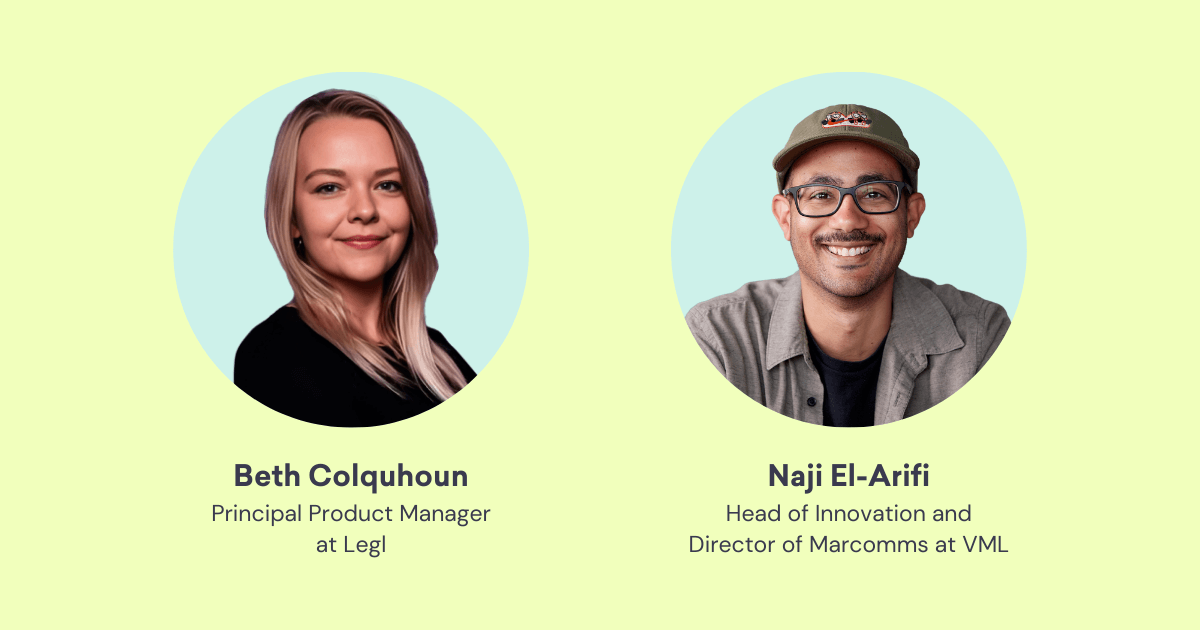 Beth Colquhoun
Principal Product Manager
at Legl
Naji El-Arifi
Head of Innovation and
Director of Marcomms at VML